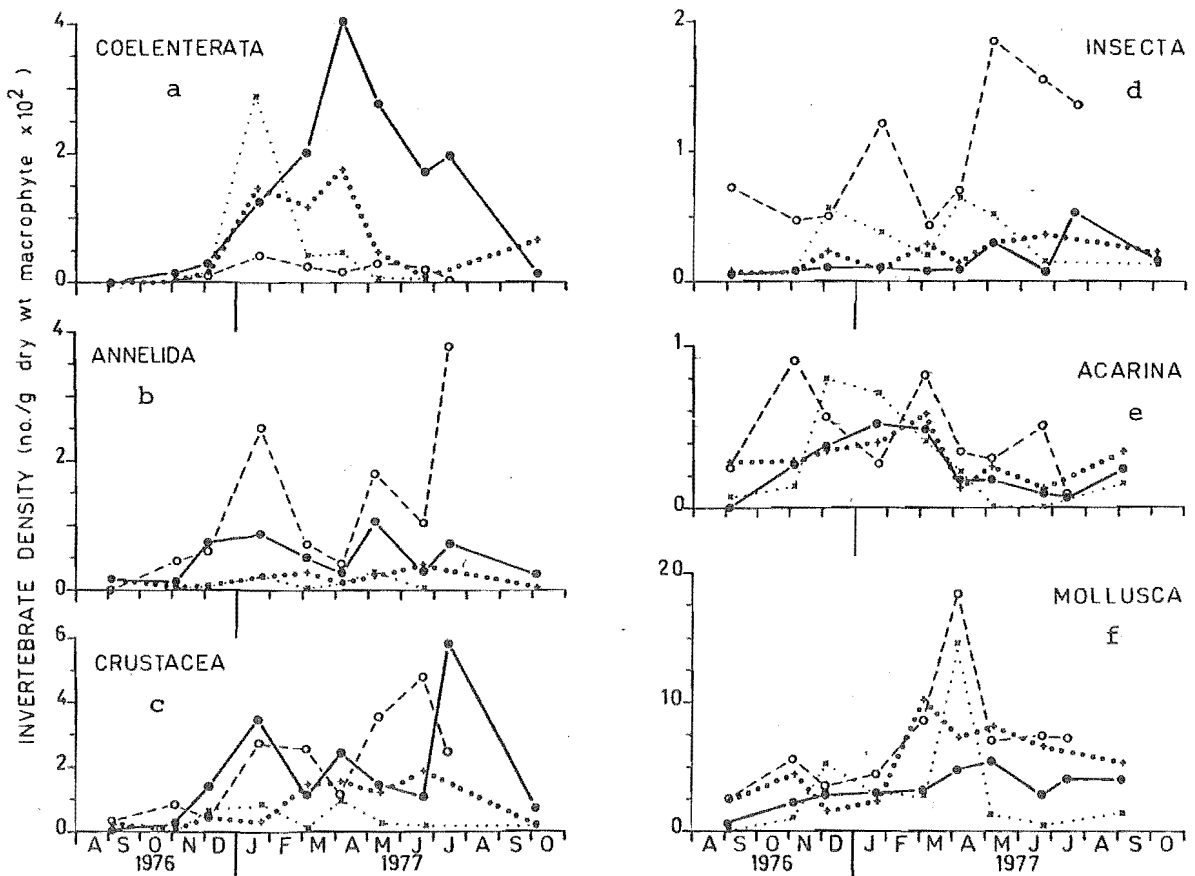 INVERTEBRATE DENSITY (no./g dry wt macrophyte x10²)
4
COELENTERATA
a
2
0
4
ANNELIDA
b
2
0
6
CRUSTACEA
c
4
2
0
A S O N D J F M A M J J A S O
1976 1977
2
INSECTA
d
1
0
1
ACARINA
e
0
20
MOLLUSCA
f
10
0
A S O N D J F M A M J J A S O
1976 1977